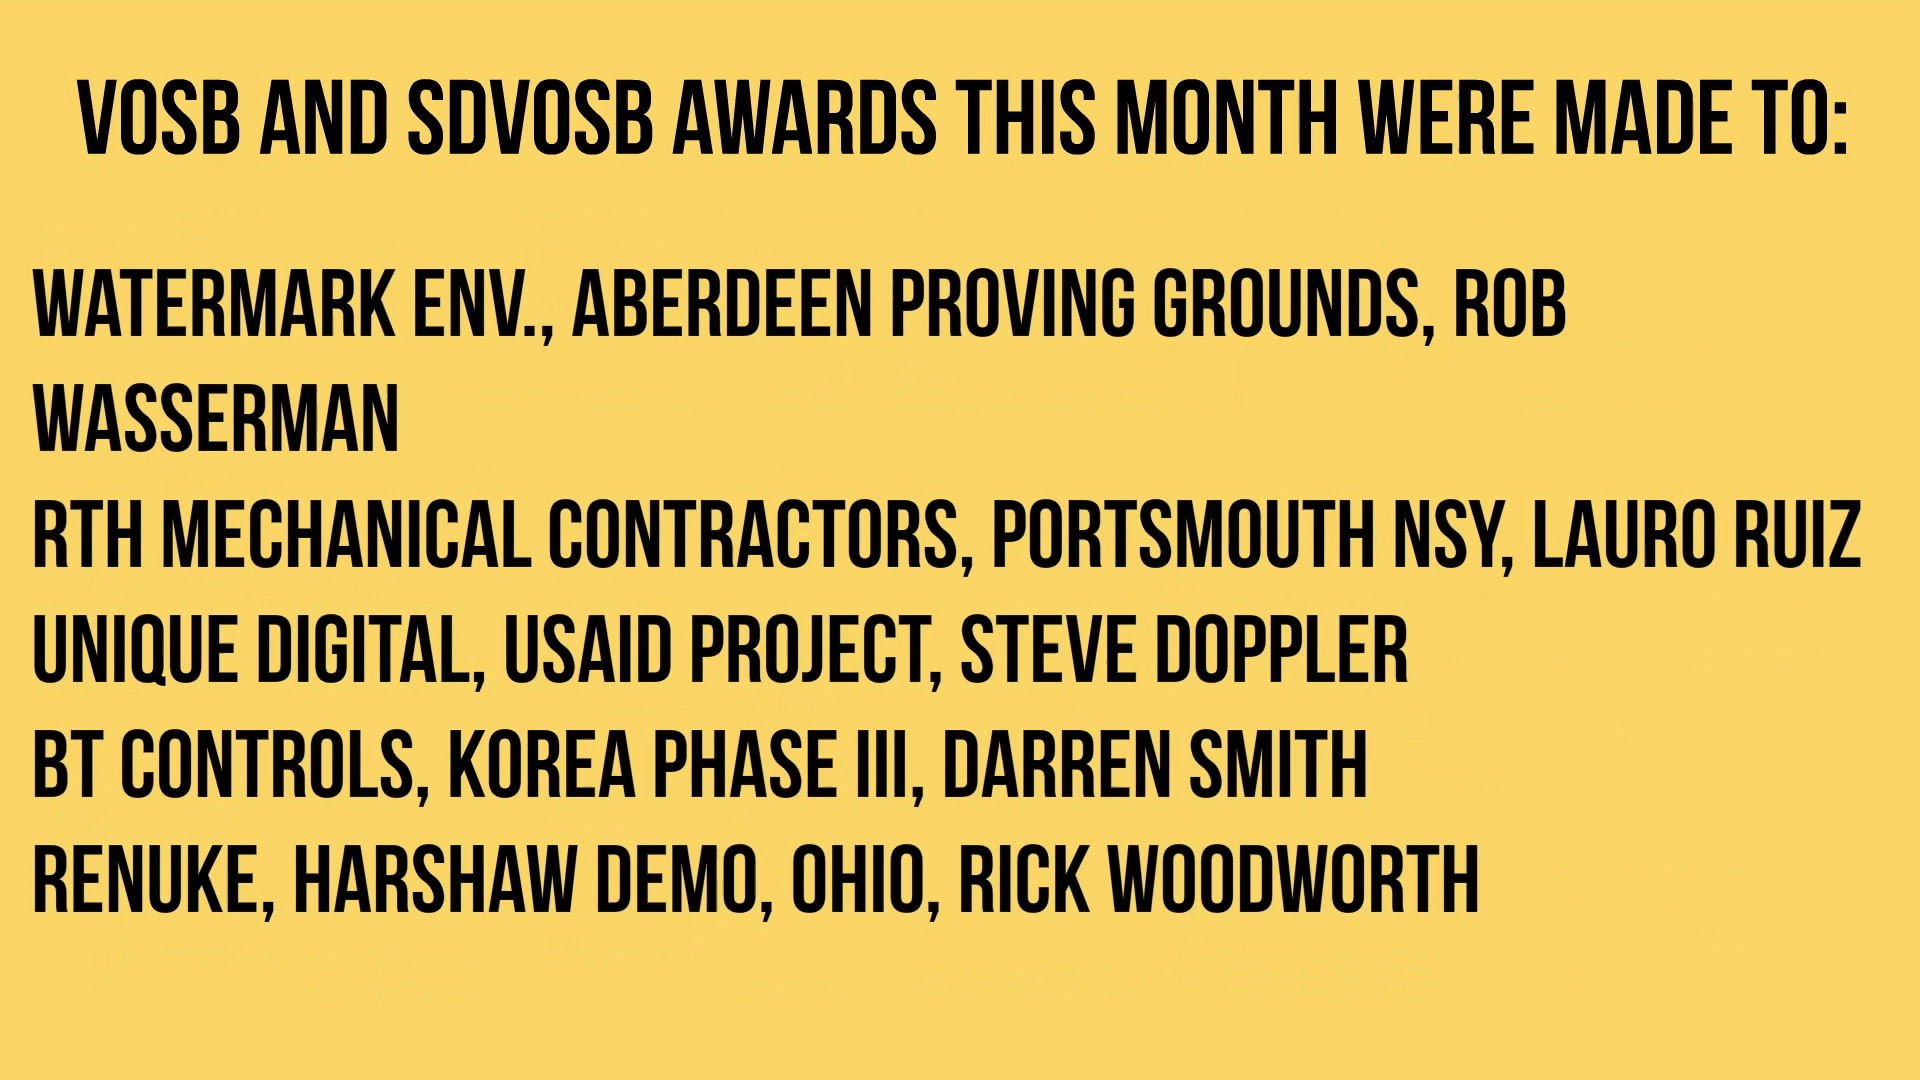 VOSB AND SDVOSB AWARDS THIS MONTH WERE MADE TO:
WATERMARK ENV., ABERDEEN PROVING GROUNDS, ROB
WASSERMAN
RTH MECHANICAL CONTRACTORS, PORTSMOUTH NSY, LAURO RUIZ
UNIQUE DIGITAL, USAID PROJECT, STEVE DOPPLER
BT CONTROLS, KOREA PHASE III, DARREN SMITH
RENUKE, HARSHAW DEMO, OHIO, RICK WOODWORTH